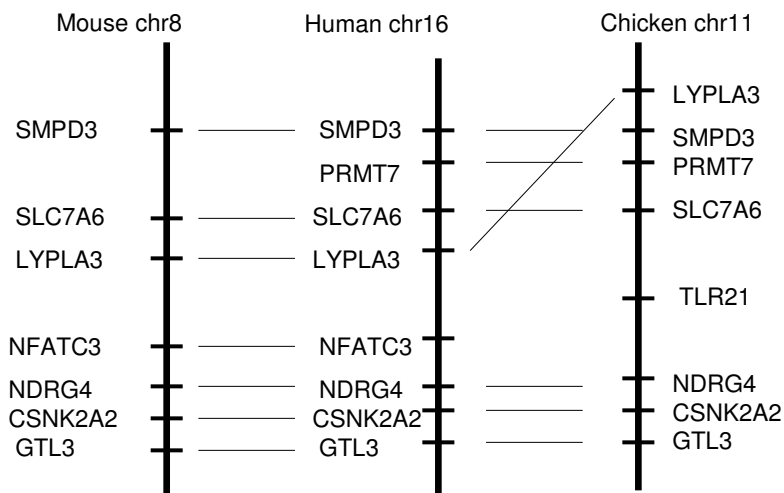 Mouse chr8
Human chr16
Chicken chr11
SMPD3
SLC7A6
LYPLA3
NFATC3
NDRG4
CSNK2A2
GTL3
SMPD3
PRMT7
SLC7A6
LYPLA3
NFATC3
NDRG4
CSNK2A2
GTL3
LYPLA3
SMPD3
PRMT7
SLC7A6
TLR21
NDRG4
CSNK2A2
GTL3